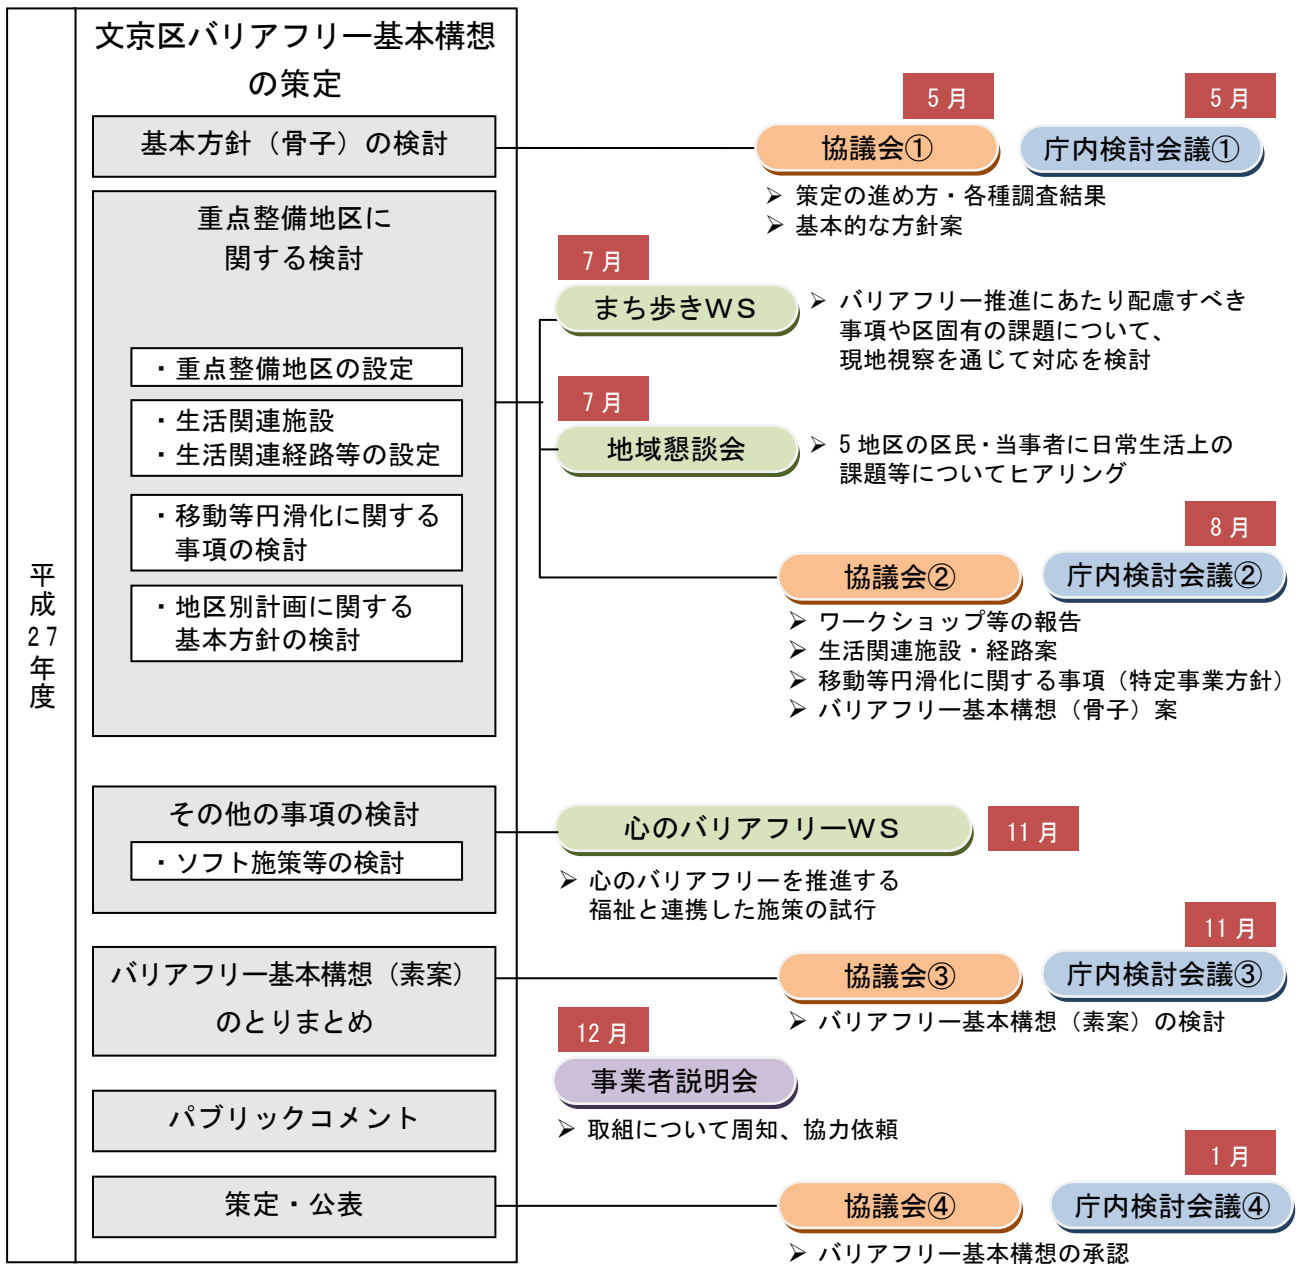 平成27年度
文京区バリアフリー基本構想
の策定
基本方針（骨子）の検討
5月
協議会①
5月
庁内検討会議①
➢ 策定の進め方・各種調査結果
➢ 基本的な方針案
重点整備地区に
関する検討
・重点整備地区の設定
・生活関連施設
・生活関連経路等の設定
・移動等円滑化に関する
事項の検討
・地区別計画に関する
基本方針の検討
7月
まち歩きWS
➢ バリアフリー推進にあたり配慮すべき
事項や区固有の課題について、
現地視察を通じて対応を検討
7月
地域懇談会
➢ 5地区の区民・当事者に日常生活上の
課題等についてヒアリング
8月
協議会②
庁内検討会議②
➢ ワークショップ等の報告
➢ 生活関連施設・経路案
➢ 移動等円滑化に関する事項（特定事業方針）
➢ バリアフリー基本構想（骨子）案
その他の事項の検討
・ソフト施策等の検討
心のバリアフリーWS
11月
➢ 心のバリアフリーを推進する
福祉と連携した施策の試行
バリアフリー基本構想（素案）
のとりまとめ
11月
協議会③
庁内検討会議③
➢ バリアフリー基本構想（素案）の検討
12月
事業者説明会
➢ 取組について周知、協力依頼
パブリックコメント
策定・公表
1月
協議会④
庁内検討会議④
➢ バリアフリー基本構想の承認